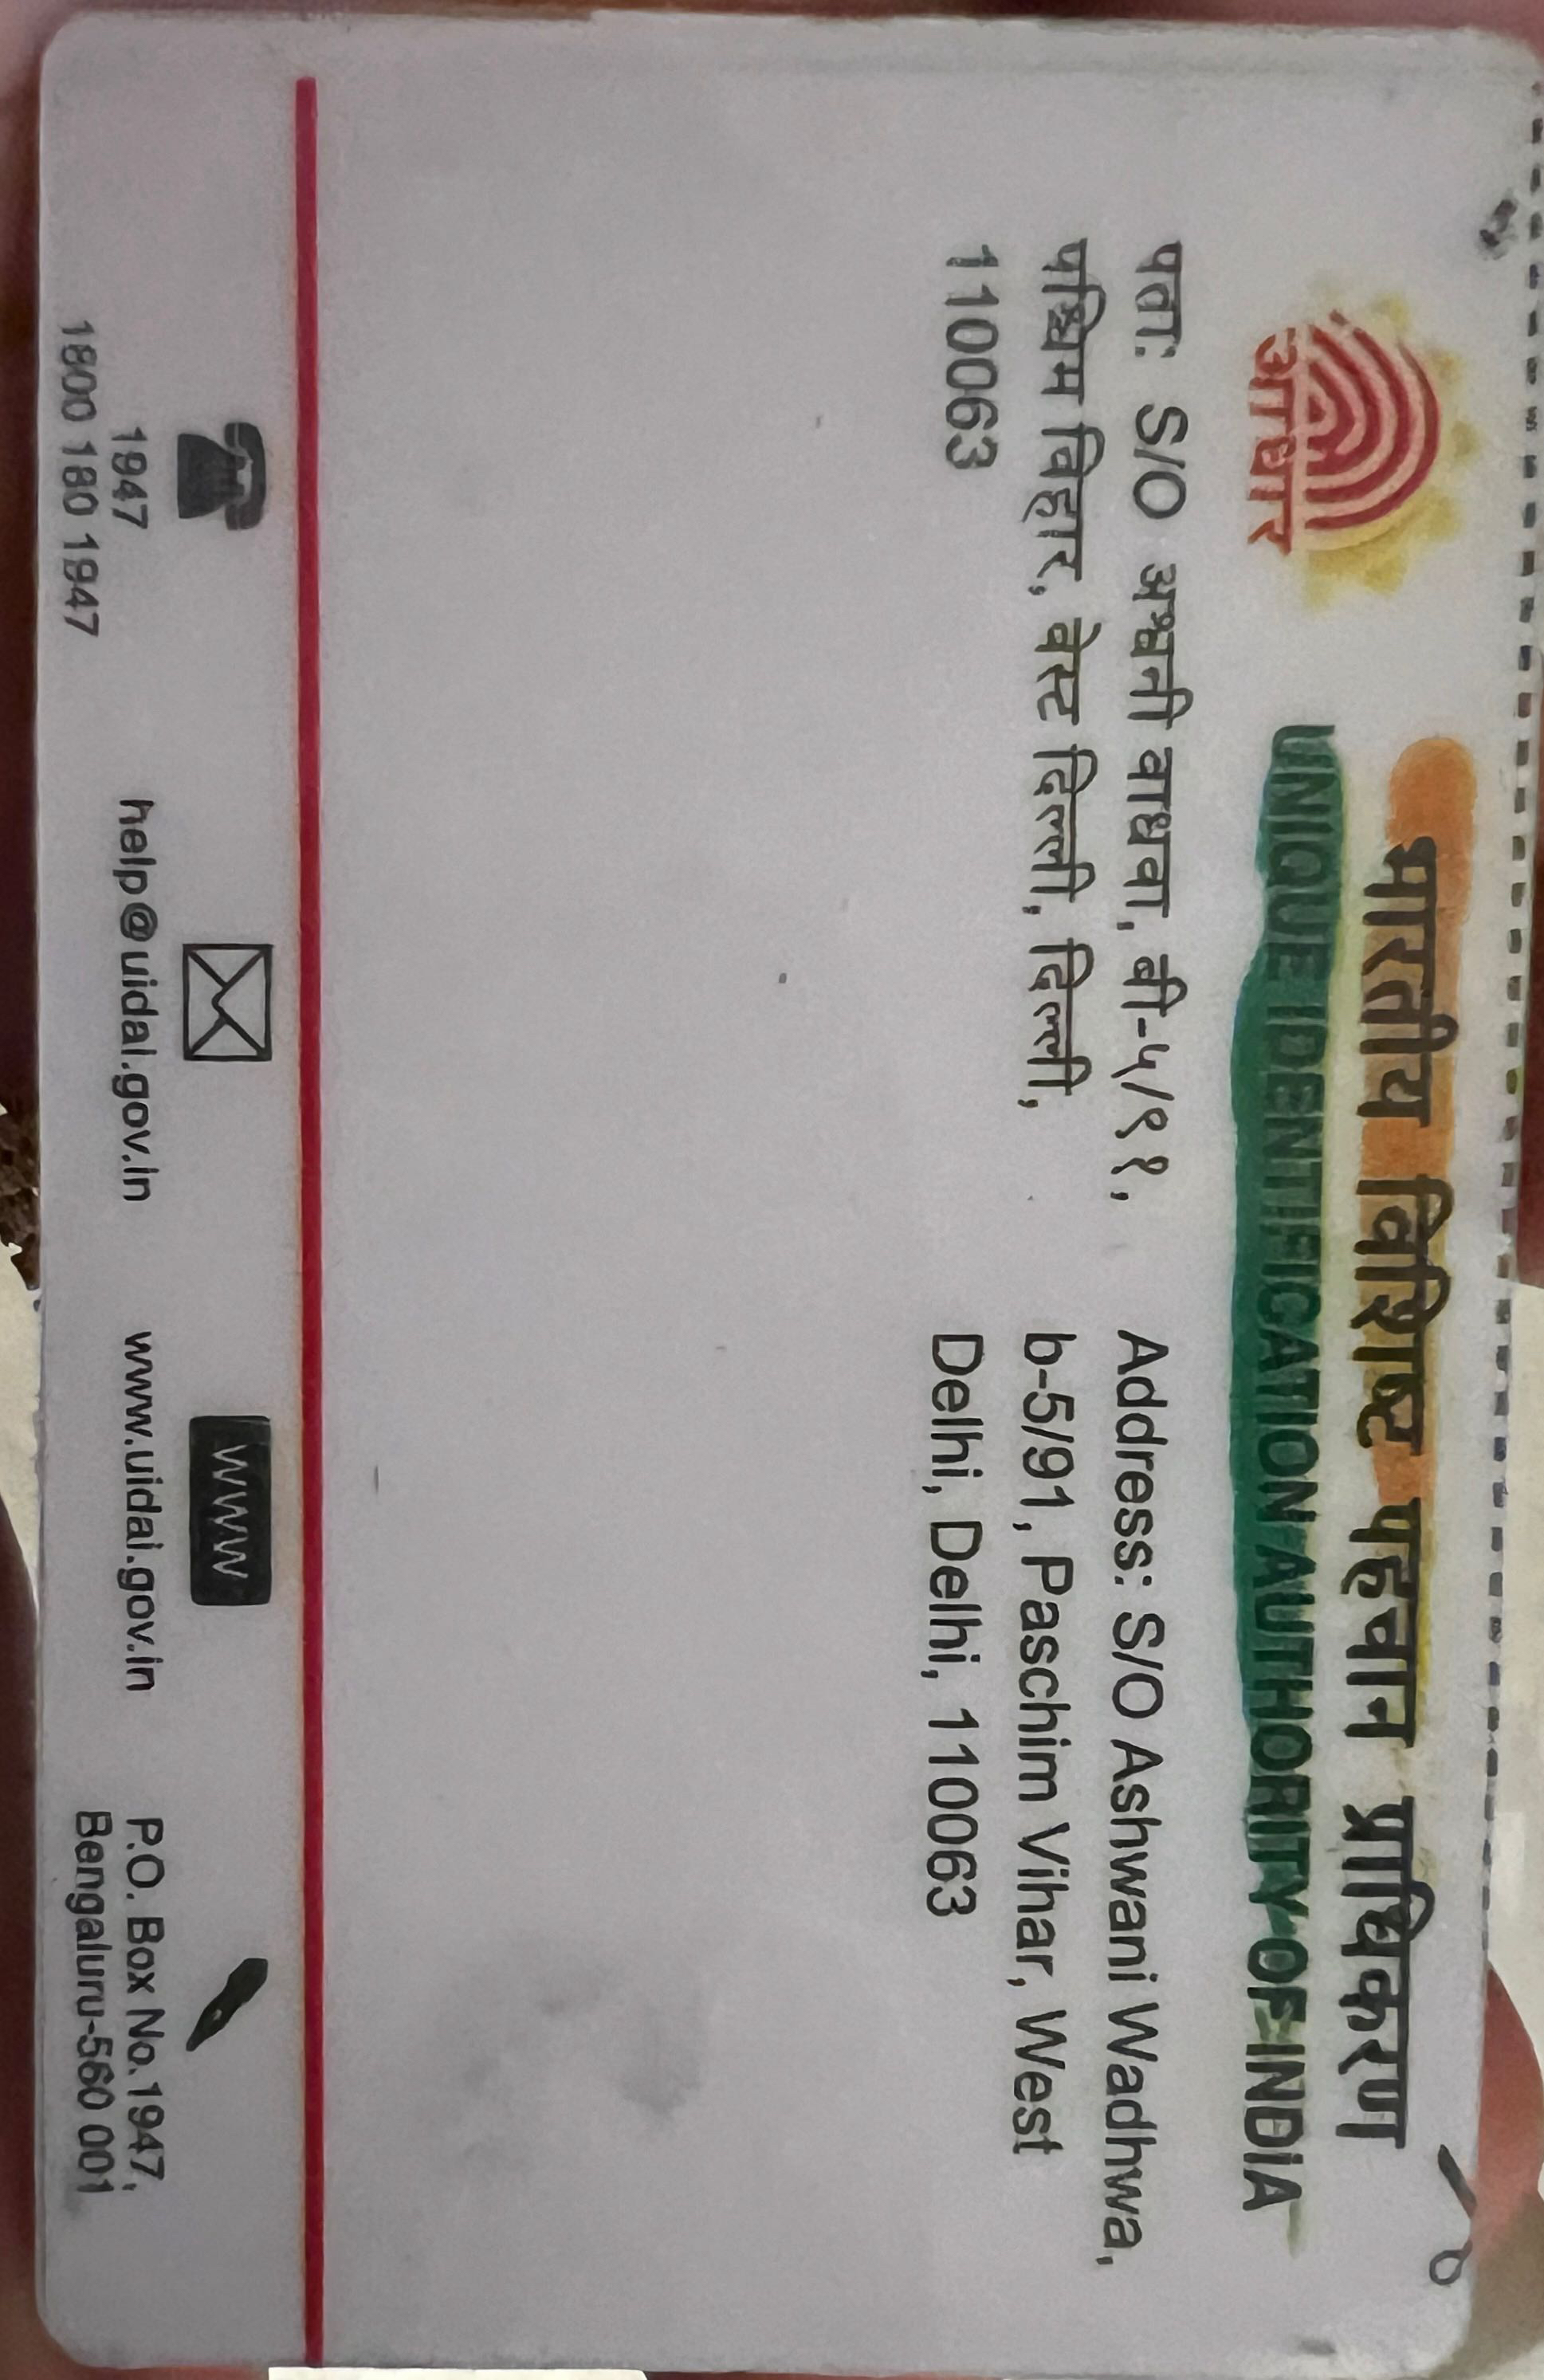 भारतीय विशिष्ट पहचान प्राधिकरण
UNIQUE IDENTIFICATION AUTHORITY OF INDIA
आधार
पताः S/O अश्वनी वाधवा, बी-५/९१,
पश्चिम विहार, वेस्ट दिल्ली, दिल्ली,
110063
Address: S/O Ashwani Wadhwa,
b-5/91, Paschim Vihar, West
Delhi, Delhi, 110063
1947
1800 180 1947
help@uidai.gov.in
WWW
www.uidai.gov.in
P.O. Box No.1947,
Bengaluru-560 001